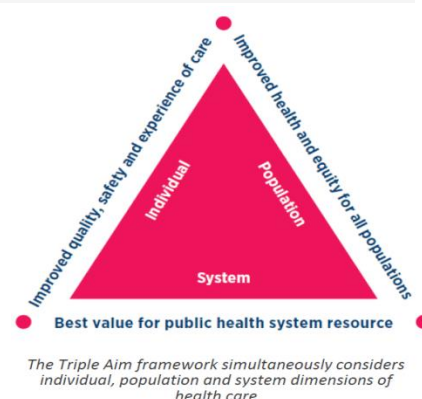 Improved quality, safety and experience of care
Improved health and equity for all populations
Individual
Population
System
Best value for public health system resource
The Triple Aim framework simultaneously considers
individual, population and system dimensions of
health care